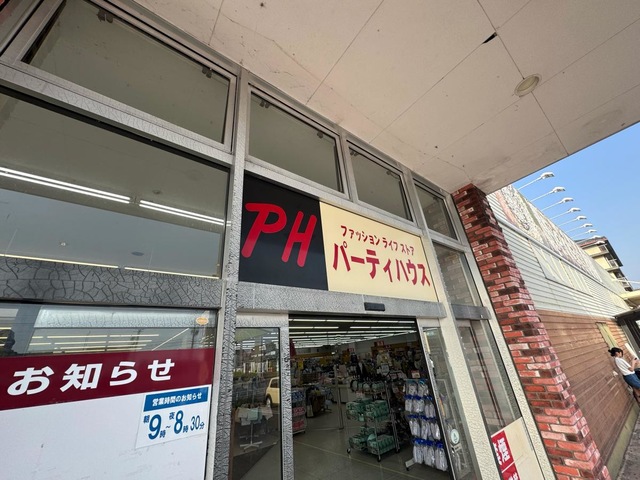 PH
ファッション ライフ ストア
パーティハウス
お知らせ
営業時間のお知らせ
朝9時～夜8時30分